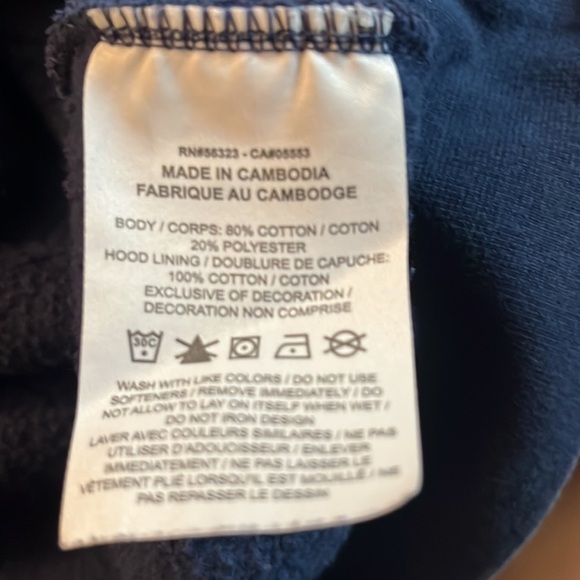 RN#56323 - CA#05553
MADE IN CAMBODIA
FABRIQUE AU CAMBODGE
BODY / CORPS: 80% COTTON / COTON
20% POLYESTER
HOOD LINING / DOUBLURE DE CAPUCHE:
100% COTTON / COTON
EXCLUSIVE OF DECORATION /
DECORATION NON COMPRISE
30C
WASH WITH LIKE COLORS / DO NOT USE
SOFTENERS / REMOVE IMMEDIATELY / DO
NOT ALLOW TO LAY ON ITSELF WHEN WET /
DO NOT IRON DESIGN
LAVER AVEC COULEURS SIMILAIRES / NE PAS
UTILISER D'ADOUCISSEUR / ENLEVER
IMMEDIATEMENT / NE PAS LAISSER LE
VÊTEMENT PLIÉ LORSQU'IL EST MOUILLÉ / NE
PAS REPASSER LE DESSIN